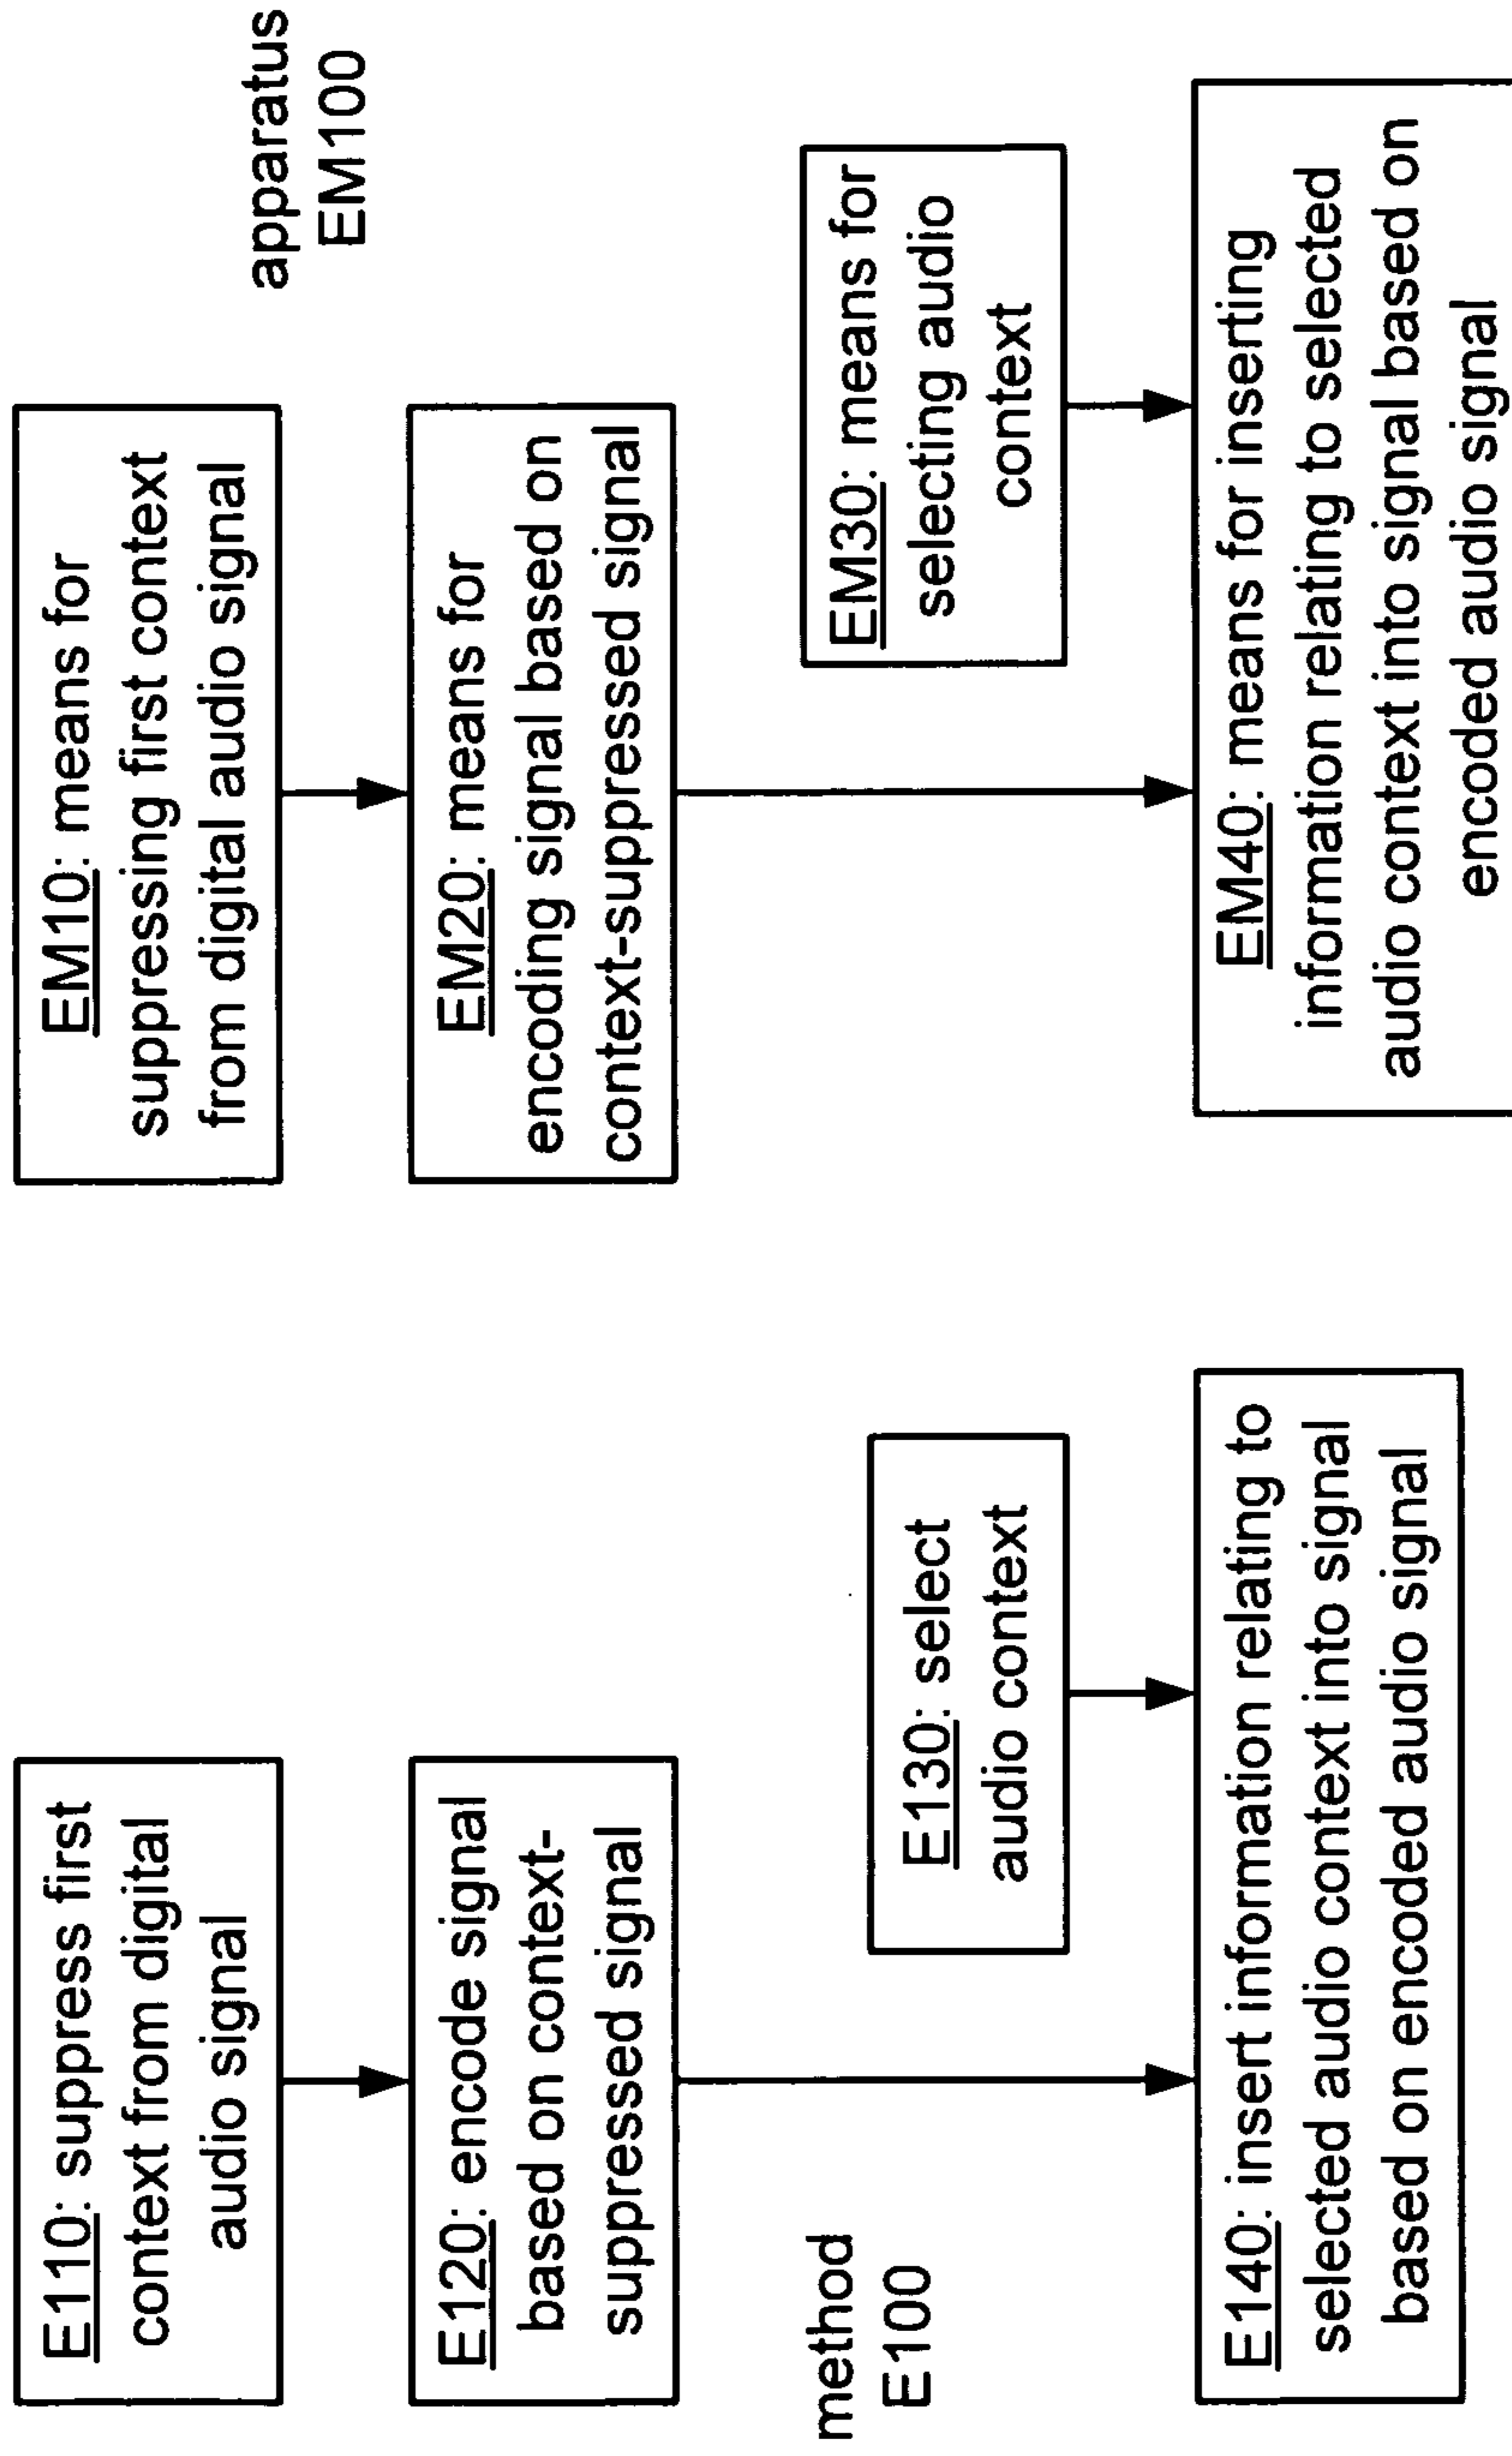 E110: suppress first
context from digital
audio signal
E120: encode signal
based on context-
suppressed signal
method
E100
E130: select
audio context
E140: insert information relating to
selected audio context into signal
based on encoded audio signal
apparatus
EM100
EM10: means for
suppressing first context
from digital audio signal
EM20: means for
encoding signal based on
context-suppressed signal
EM30: means for
selecting audio
context
EM40: means for inserting
information relating to selected
audio context into signal based on
encoded audio signal